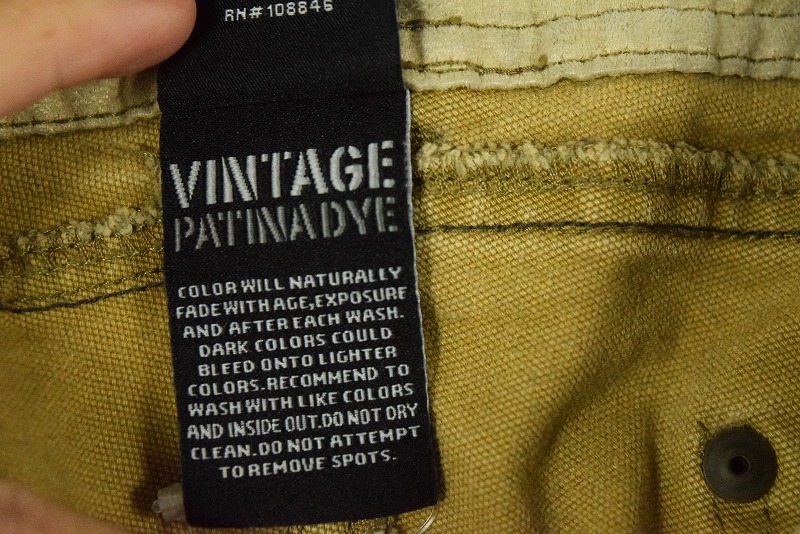 RN#108846
VINTAGE
PATINA DYE
COLOR WILL NATURALLY
FADE WITH AGE,EXPOSURE
AND AFTER EACH WASH.
DARK COLORS COULD
BLEED ONTO LIGHTER
COLORS.RECOMMEND TO
WASH WITH LIKE COLORS
AND INSIDE OUT.DO NOT DRY
CLEAN.DO NOT ATTEMPT
TO REMOVE SPOTS.